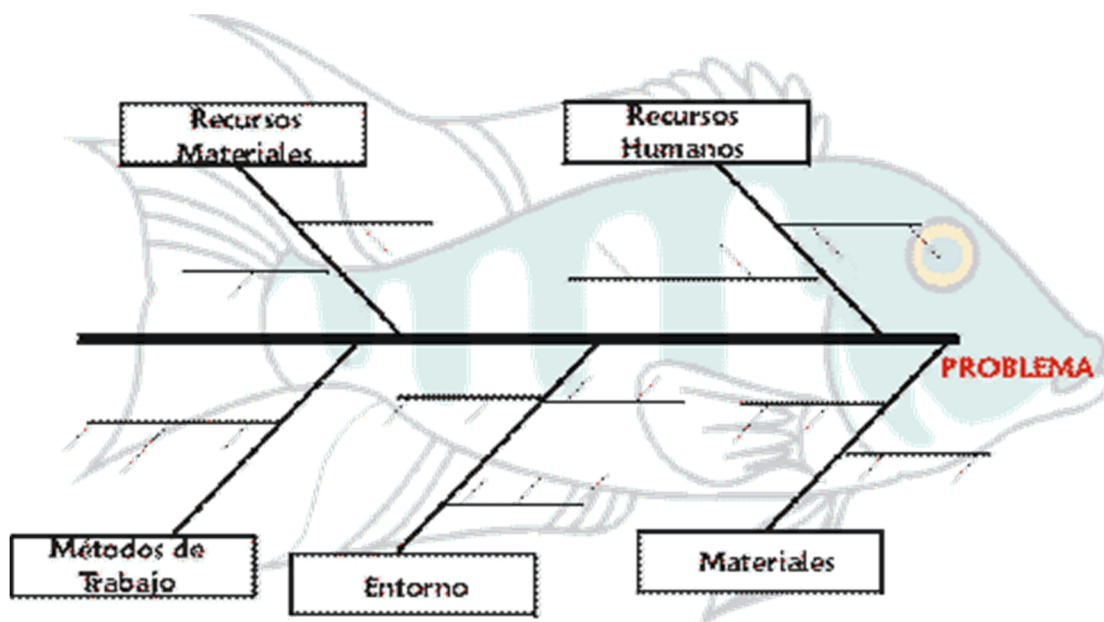 Recursos
Materiales
Recursos
Humanos
PROBLEMA
Métodos de
Trabajo
Entorno
Materiales